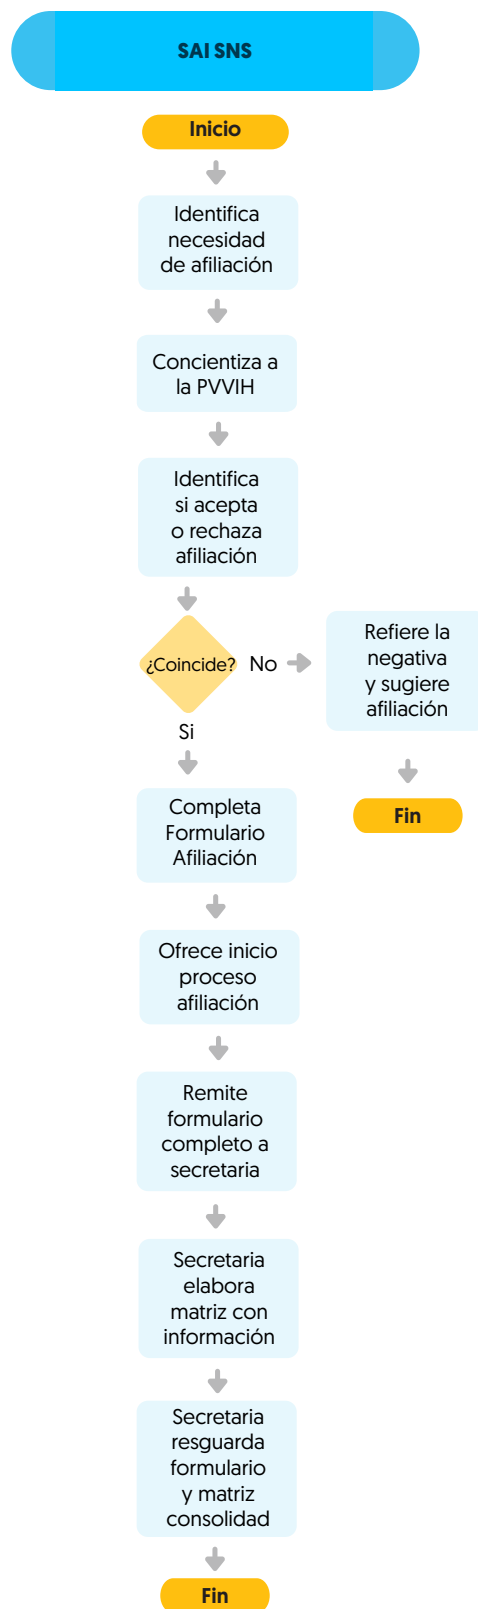 SAI SNS
Inicio
Identifica
necesidad
de afiliación
Concientiza a
la PVVIH
Identifica
si acepta
o rechaza
afiliación
¿Coincide?
No
Refiere la
negativa
y sugiere
afiliación
Fin
Si
Completa
Formulario
Afiliación
Ofrece inicio
proceso
afiliación
Remite
formulario
completo a
secretaria
Secretaria
elabora
matriz con
información
Secretaria
resguarda
formulario
y matriz
consolidad
Fin